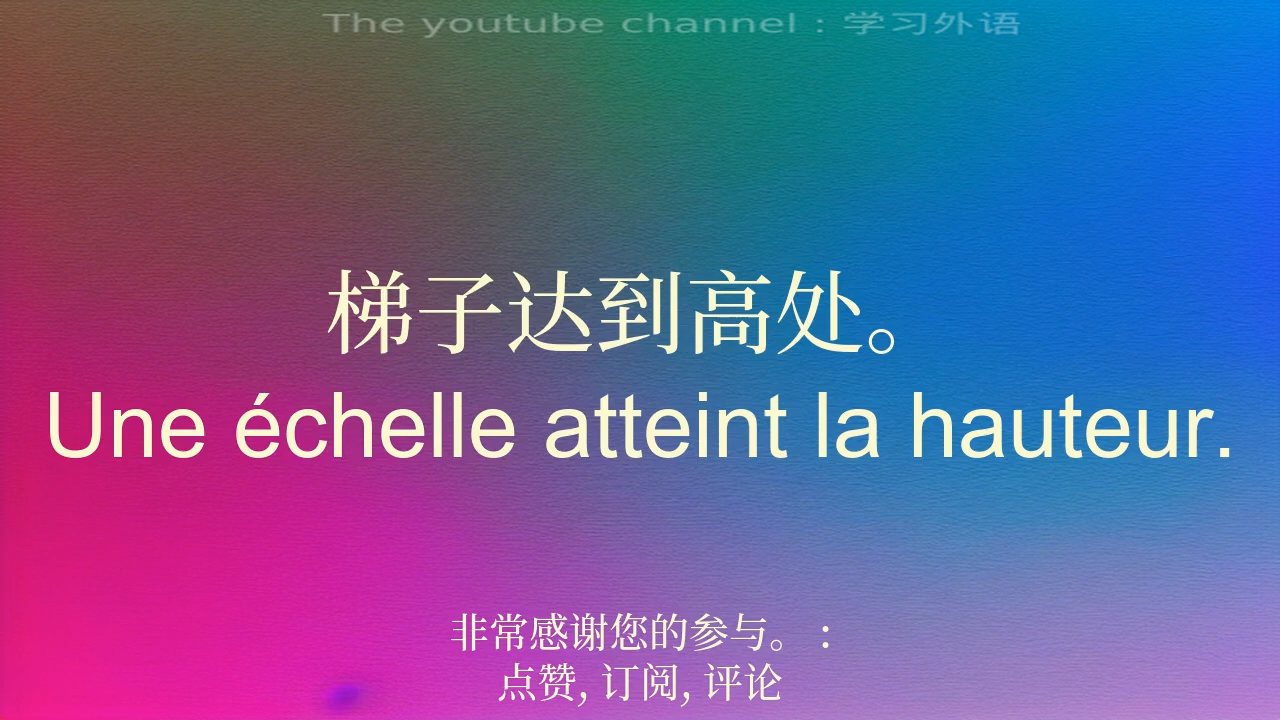 The youtube channel : 学习外语
梯子达到高处。
Une échelle atteint la hauteur.
非常感谢您的参与。 :
点赞, 订阅, 评论